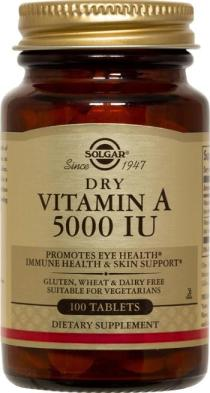 SOLGAR®
Since 1947
DRY
VITAMIN A
5000 IU
PROMOTES EYE HEALTH*
IMMUNE HEALTH & SKIN SUPPORT*
GLUTEN, WHEAT & DAIRY FREE
SUITABLE FOR VEGETARIANS
100 TABLETS
DIETARY SUPPLEMENT